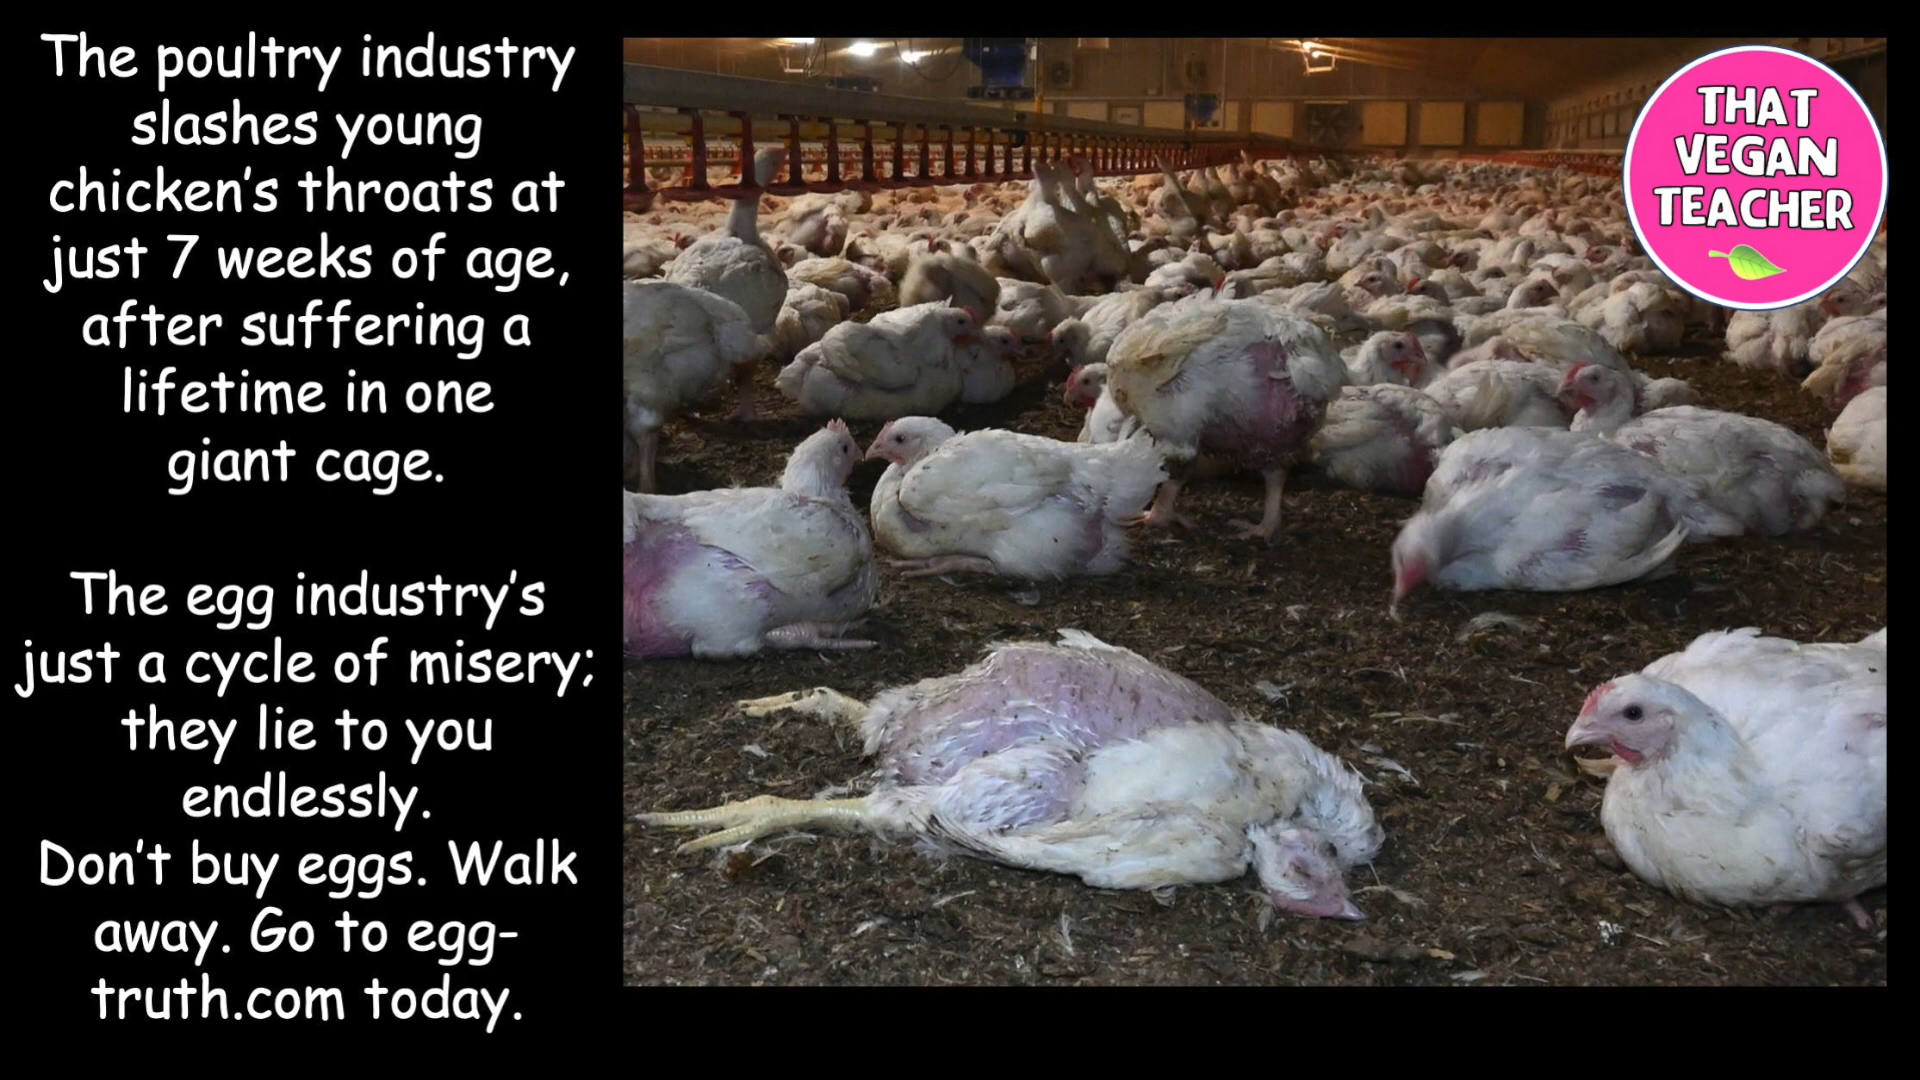 The poultry industry
slashes young
chicken's throats at
just 7 weeks of age,
after suffering a
lifetime in one
giant cage.
The egg industry's
just a cycle of misery;
they lie to you
endlessly.
Don't buy eggs. Walk
away. Go to egg-
truth.com today.
THAT
VEGAN
TEACHER